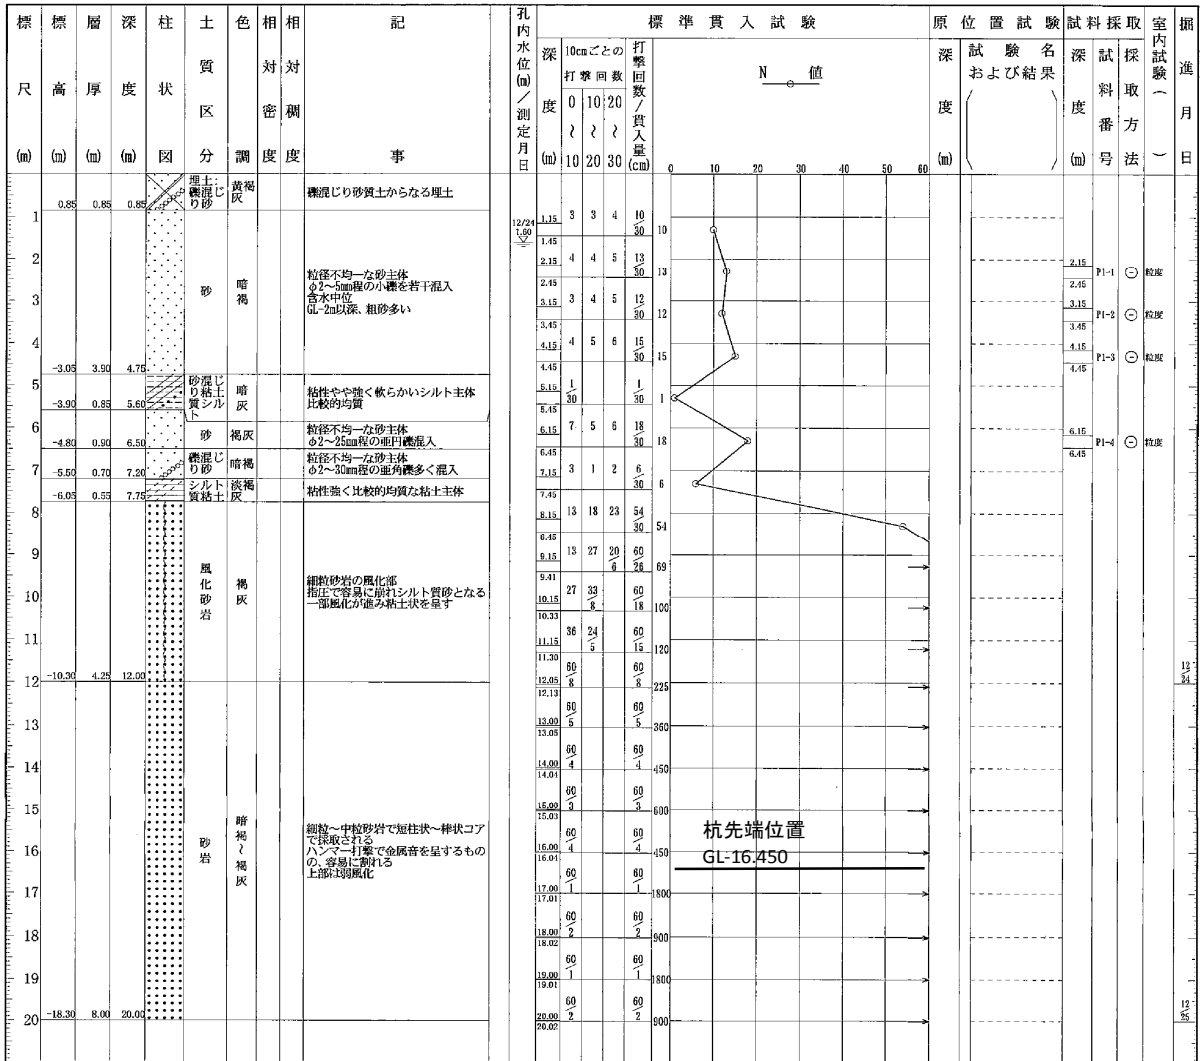 標尺(m) 標高(m) 層厚(m) 深度(m) 柱状図 土質区分 色調 相対密度 相対稠度 記事 孔内水位(m)/測定月日 標準貫入試験 原位置試験 試料採取 室内試験( ) 掘進月日
深度(m) 10cmごとの打撃回数 打撃回数/貫入量(cm) N 値 深度(m) 試験名および結果 深度(m) 試料番号 採取方法
0〜10 10〜20 20〜30
0 10 20 30 40 50 60
0.85 0.85 0.85 埋土:礫混じり砂 黄褐灰 礫混じり砂質土からなる埋土
1 12/24 1.60 1.15 3 3 4 10/30 10
1.45
2 2.15 4 4 5 13/30 13 2.15 P1-1 粒度
2.45 2.45
砂 暗褐
粒径不均一な砂主体
φ2〜5mm程の小礫を若干混入
含水中位
GL-2m以深、粗砂多い
3 3.15 3 4 5 12/30 12 3.15 P1-2 粒度
3.45 3.45
4 4.15 4 5 6 15/30 15 4.15 P1-3 粒度
4.45 4.45
-3.05 3.90 4.75
5 砂混じり粘土質シルト 暗灰
粘性やや強く軟らかいシルト主体
比較的均質
5.15 1/30 1/30 1
5.45
-3.90 0.85 5.60
6 砂 褐灰
粒径不均一な砂主体
φ2〜25mm程の亜円礫混入
6.15 7 5 6 18/30 18 6.15 P1-4 粒度
6.45 6.45
-4.80 0.90 6.50
7 礫混じり砂 暗褐
粒径不均一な砂主体
φ2〜30mm程の亜角礫多く混入
7.15 3 1 2 6/30 6
7.45
-5.50 0.70 7.20
シルト質粘土 淡褐灰 粘性強く比較的均質な粘土主体
-6.05 0.55 7.75
8 8.15 13 18 23 54/30 54
9 9.15 13 27 20/6 60/26 69
9.41
風化砂岩 褐灰
細粒砂岩の風化部
指圧で容易に崩れシルト質砂となる
一部風化が進み粘土状を呈す
10 10.15 27 33/8 60/18 100
10.33
11 11.15 36 24/5 60/15 120
11.30
-10.30 4.25 12.00
12 12.05 60/8 60/8 225 12/24
12.13
13 13.00 60/5 60/5 360
13.05
14 14.00 60/4 60/4 450
14.04
15 15.00 60/3 60/3 600
15.03
砂岩 暗褐〜褐灰
細粒〜中粒砂岩で短柱状〜棒状コア
で採取される
ハンマー打撃で金属音を呈するもの
の、容易に割れる
上部は弱風化
杭先端位置
GL-16.450
16 16.00 60/4 60/4 450
16.04
17 17.00 60/1 60/1 1800
17.01
18 18.00 60/2 60/2 900
18.02
19 19.00 60/1 60/1 1800
19.01
-18.30 8.00 20.00
20 20.00 60/2 60/2 900 12/25
20.02